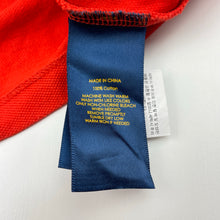 MADE IN CHINA
100% Cotton
MACHINE WASH WARM
WASH WITH LIKE COLORS
ONLY NON-CHLORINE
BLEACH WHEN
NEEDED
REMOVE PROMPTLY
TUMBLE DRY LOW
WARM IRON IF NEEDED